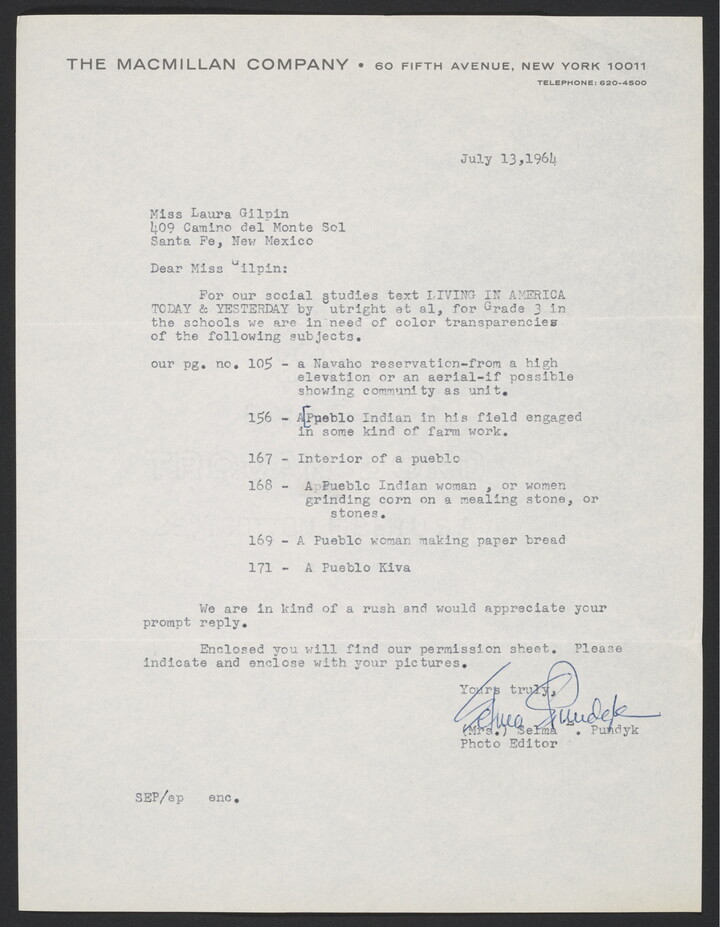 THE MACMILLAN COMPANY • 60 FIFTH AVENUE, NEW YORK 10011
TELEPHONE: 620-4500
July 13,1964
Miss Laura Gilpin
409 Camino del Monte Sol
Santa Fe, New Mexico
Dear Miss Gilpin:
For our social studies text LIVING IN AMERICA
TODAY & YESTERDAY by utright et al, for Grade 3 in
the schools we are in need of color transparencies
of the following subjects.
our pg. no. 105 - a Navaho reservation-from a high
elevation or an aerial-if possible
showing community as unit.
156 - A Pueblo Indian in his field engaged
in some kind of farm work.
167 - Interior of a pueblo
168 - A Pueblo Indian woman , or women
grinding corn on a mealing stone, or
stones.
169 - A Pueblo woman making paper bread
171 - A Pueblo Kiva
We are in kind of a rush and would appreciate your
prompt reply.
Enclosed you will find our permission sheet. Please
indicate and enclose with your pictures.
Yours truly,
Selma Pundyk
(Mrs.) Selma . Pundyk
Photo Editor
SEP/ep enc.